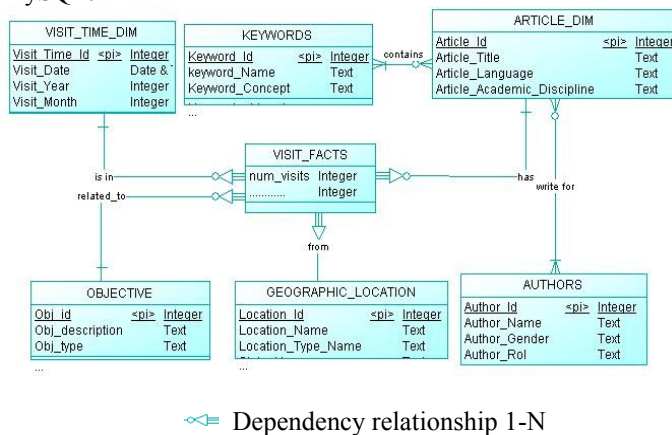 VISIT_TIME_DIM
Visit_Time_Id <pi> Integer
Visit_Date Date &
Visit_Year Integer
Visit_Month Integer
KEYWORDS
Keyword_Id <pi> Integer
keyword_Name Text
Keyword_Concept Text
...
contains
ARTICLE_DIM
Article_Id <pi> Integer
Article_Title Text
Article_Language Text
Article_Academic_Discipline Text
is in
related_to
VISIT_FACTS
num_visits Integer
............ Integer
has
write for
from
OBJECTIVE
Obj_id <pi> Integer
Obj_description Text
Obj_type Text
...
GEOGRAPHIC_LOCATION
Location_Id <pi> Integer
Location_Name Text
Location_Type_Name Text
...
AUTHORS
Author_Id <pi> Integer
Author_Name Text
Author_Gender Text
Author_Rol Text
Dependency relationship 1-N